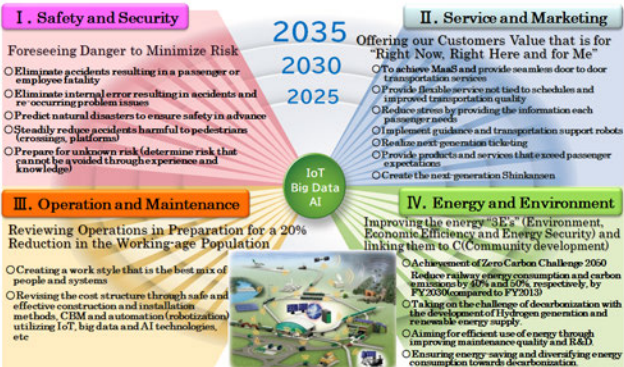 I. Safety and Security
Foreseeing Danger to Minimize Risk
○Eliminate accidents resulting in a passenger or
employee fatality
○Eliminate internal error resulting in accidents and
re-occurring problem issues
○Predict natural disasters to ensure safety in advance
○Steadily reduce accidents harmful to pedestrians
(crossings, platforms)
○Prepare for unknown risk (determine risk that
cannot be avoided through experience and
knowledge)
2035
2030
2025
II. Service and Marketing
Offering our Customers Value that is for
"Right Now, Right Here and for Me"
○To achieve MaaS and provide seamless door to door
transportation services
○Provide flexible service not tied to schedules and
improved transportation quality
○Reduce stress by providing the information each
passenger needs
○Implement guidance and transportation support robots
○Realize next-generation ticketing
○Provide products and services that exceed passenger
expectations
○Create the next-generation Shinkansen
IoT
Big Data
AI
III. Operation and Maintenance
Reviewing Operations in Preparation for a 20%
Reduction in the Working-age Population
○Creating a work style that is the best mix of
people and systems
○Revising the cost structure through safe and
effective construction and installation
methods, CBM and automation (robotization)
utilizing IoT, big data and AI technologies,
etc
IV. Energy and Environment
Improving the energy "3E's" (Environment,
Economic Efficiency and Energy Security) and
linking them to C(Community development)
○Achievement of Zero Carbon Challenge 2050
Reduce railway energy consumption and carbon
emissions by 40% and 50%, respectively, by
FY2030(compared to FY2013)
○Taking on the challenge of decarbonization with
the development of Hydrogen generation and
renewable energy supply.
○Aiming for efficient use of energy through
improving maintenance quality and R&D.
○Ensuring energy-saving and diversifying energy
consumption towards decarbonization.